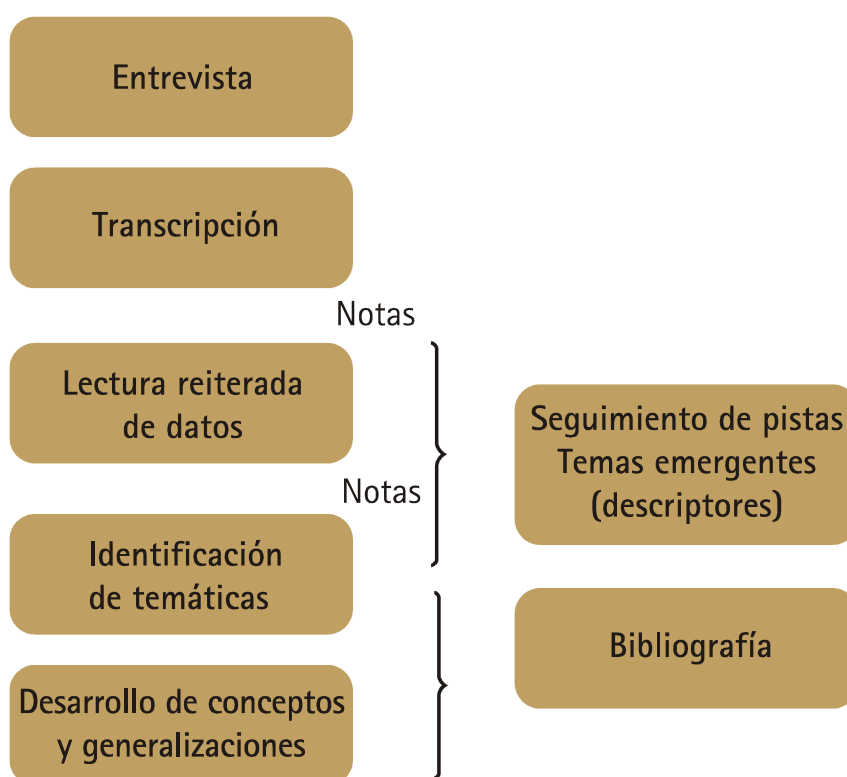 Entrevista
Transcripción
Notas
Lectura reiterada
de datos
Notas
Identificación
de temáticas
Desarrollo de conceptos
y generalizaciones
Seguimiento de pistas
Temas emergentes
(descriptores)
Bibliografía